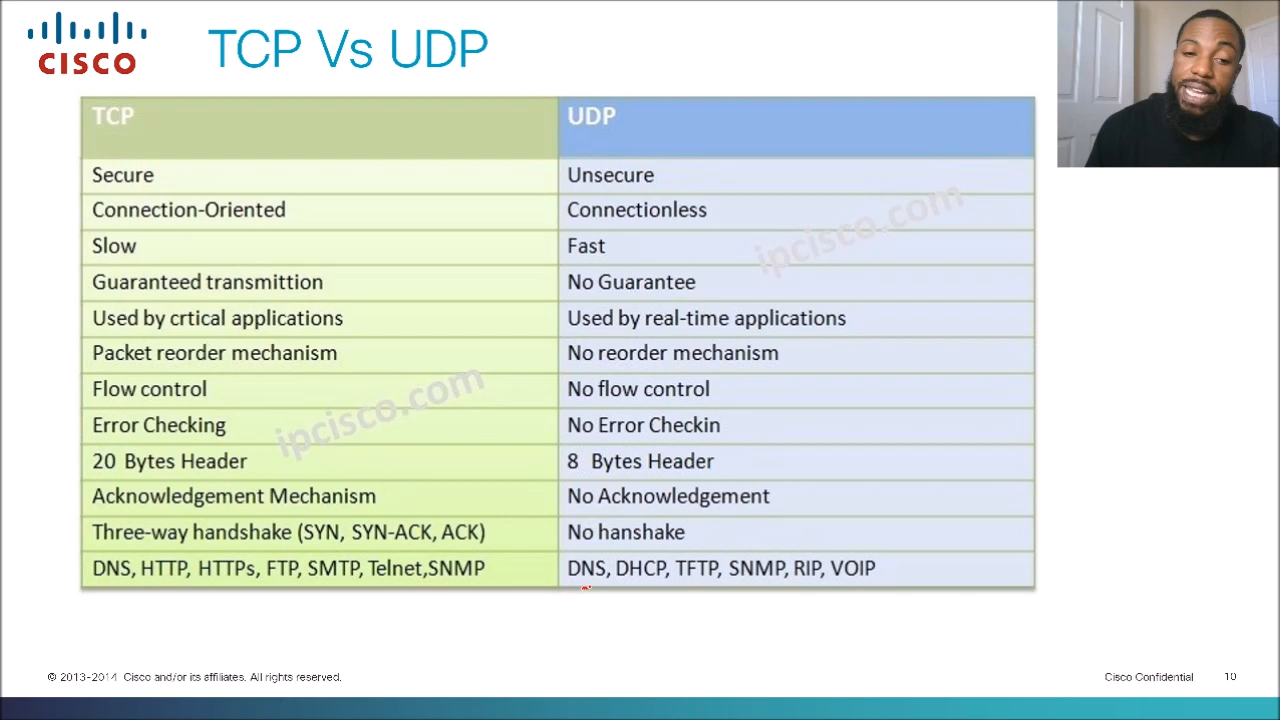 CISCO
TCP Vs UDP
TCP UDP
Secure Unsecure
Connection-Oriented Connectionless
Slow Fast
Guaranteed transmittion No Guarantee
Used by crtical applications Used by real-time applications
Packet reorder mechanism No reorder mechanism
Flow control No flow control
Error Checking No Error Checkin
20 Bytes Header 8 Bytes Header
Acknowledgement Mechanism No Acknowledgement
Three-way handshake (SYN, SYN-ACK, ACK) No hanshake
DNS, HTTP, HTTPs, FTP, SMTP, Telnet,SNMP DNS, DHCP, TFTP, SNMP, RIP, VOIP
ipcisco.com
ipcisco.com
© 2013-2014 Cisco and/or its affiliates. All rights reserved. Cisco Confidential 10